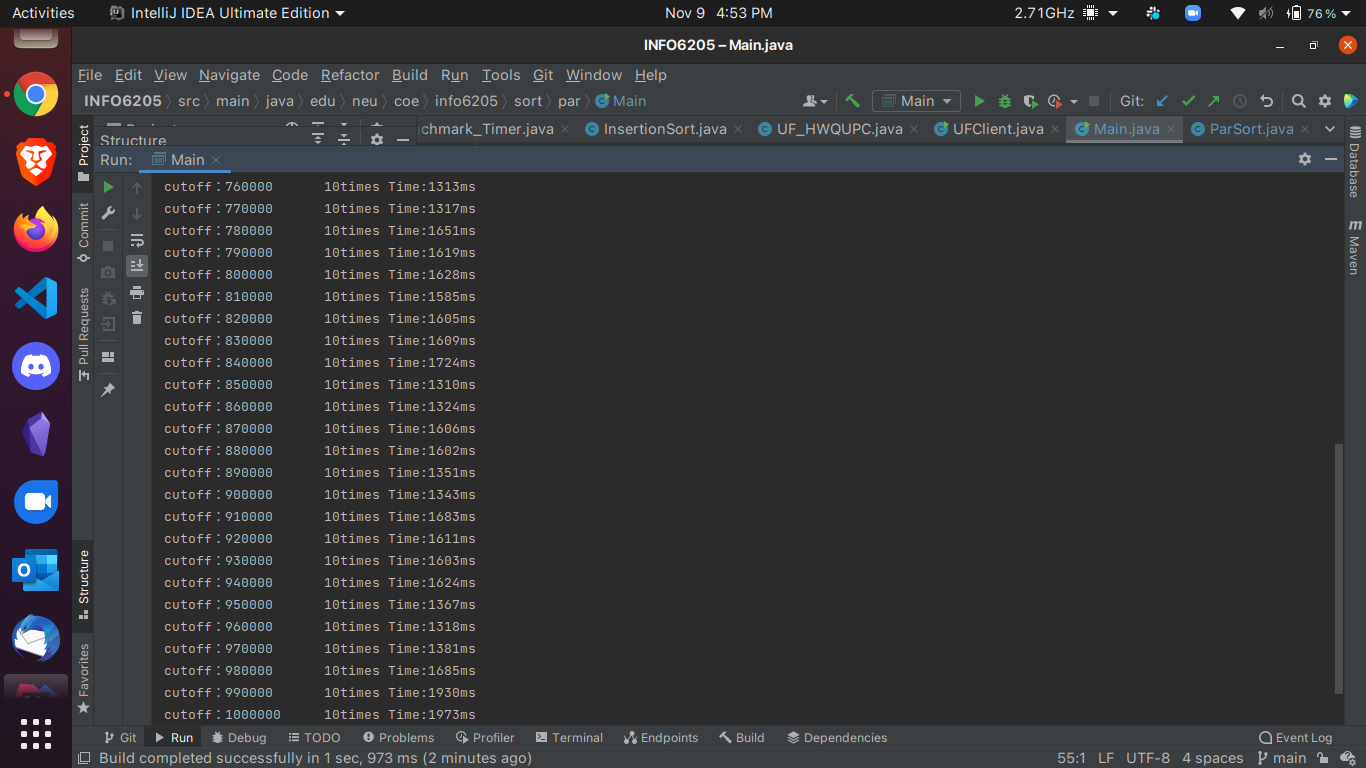 Activities IntelliJ IDEA Ultimate Edition Nov 9 4:53 PM 2.71GHz 76%
INFO6205 – Main.java
File Edit View Navigate Code Refactor Build Run Tools Git Window Help
INFO6205 src main java edu neu coe info6205 sort par Main Main Git:
Project
Structure chmark_Timer.java InsertionSort.java UF_HWQUPC.java UFClient.java Main.java ParSort.java
Run: Main
cutoff：760000 10times Time:1313ms
cutoff：770000 10times Time:1317ms
cutoff：780000 10times Time:1651ms
cutoff：790000 10times Time:1619ms
cutoff：800000 10times Time:1628ms
cutoff：810000 10times Time:1585ms
cutoff：820000 10times Time:1605ms
cutoff：830000 10times Time:1609ms
cutoff：840000 10times Time:1724ms
cutoff：850000 10times Time:1310ms
cutoff：860000 10times Time:1324ms
cutoff：870000 10times Time:1606ms
cutoff：880000 10times Time:1602ms
cutoff：890000 10times Time:1351ms
cutoff：900000 10times Time:1343ms
cutoff：910000 10times Time:1683ms
cutoff：920000 10times Time:1611ms
cutoff：930000 10times Time:1603ms
cutoff：940000 10times Time:1624ms
cutoff：950000 10times Time:1367ms
cutoff：960000 10times Time:1318ms
cutoff：970000 10times Time:1381ms
cutoff：980000 10times Time:1685ms
cutoff：990000 10times Time:1930ms
cutoff：1000000 10times Time:1973ms
Commit
Pull Requests
Structure
Favorites
Database
m Maven
Git Run Debug TODO Problems Profiler Terminal Endpoints Build Dependencies Event Log
Build completed successfully in 1 sec, 973 ms (2 minutes ago) 55:1 LF UTF-8 4 spaces main